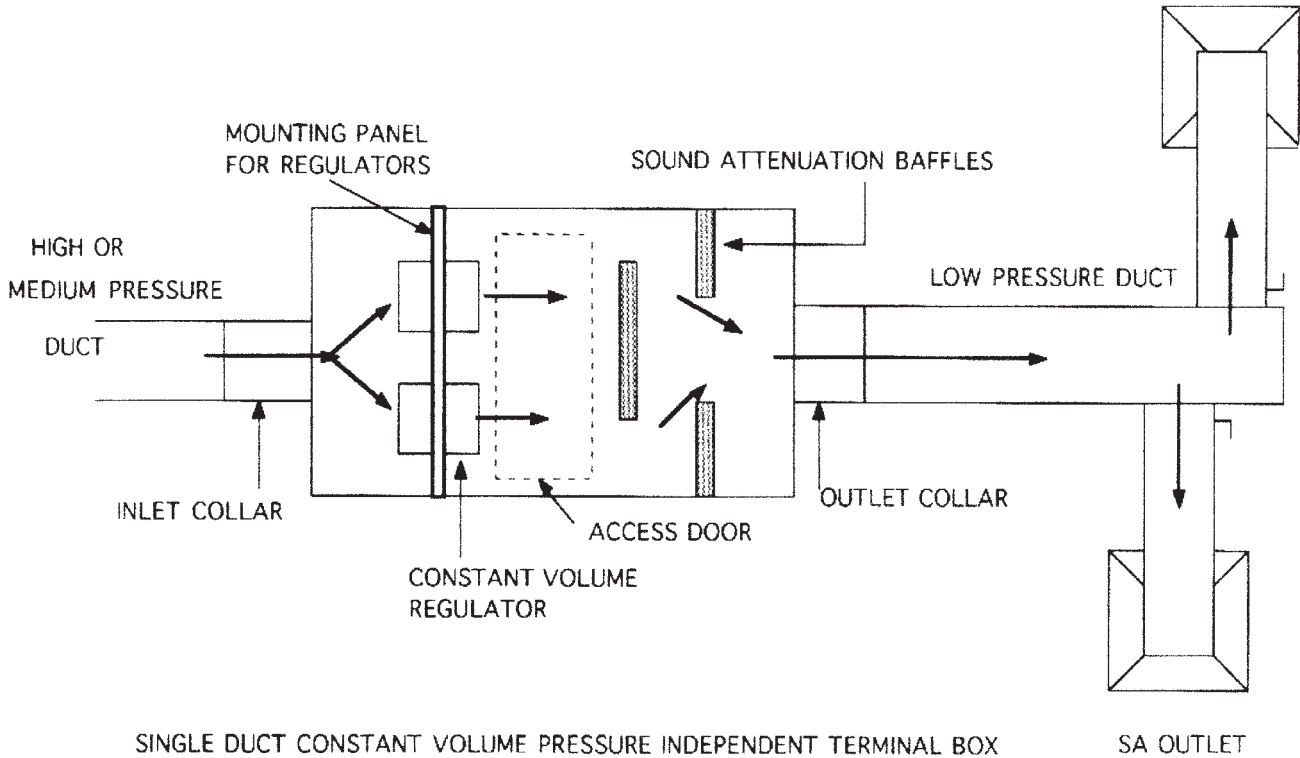 MOUNTING PANEL
FOR REGULATORS
SOUND ATTENUATION BAFFLES
HIGH OR
MEDIUM PRESSURE
DUCT
LOW PRESSURE DUCT
INLET COLLAR
OUTLET COLLAR
ACCESS DOOR
CONSTANT VOLUME
REGULATOR
SINGLE DUCT CONSTANT VOLUME PRESSURE INDEPENDENT TERMINAL BOX
SA OUTLET